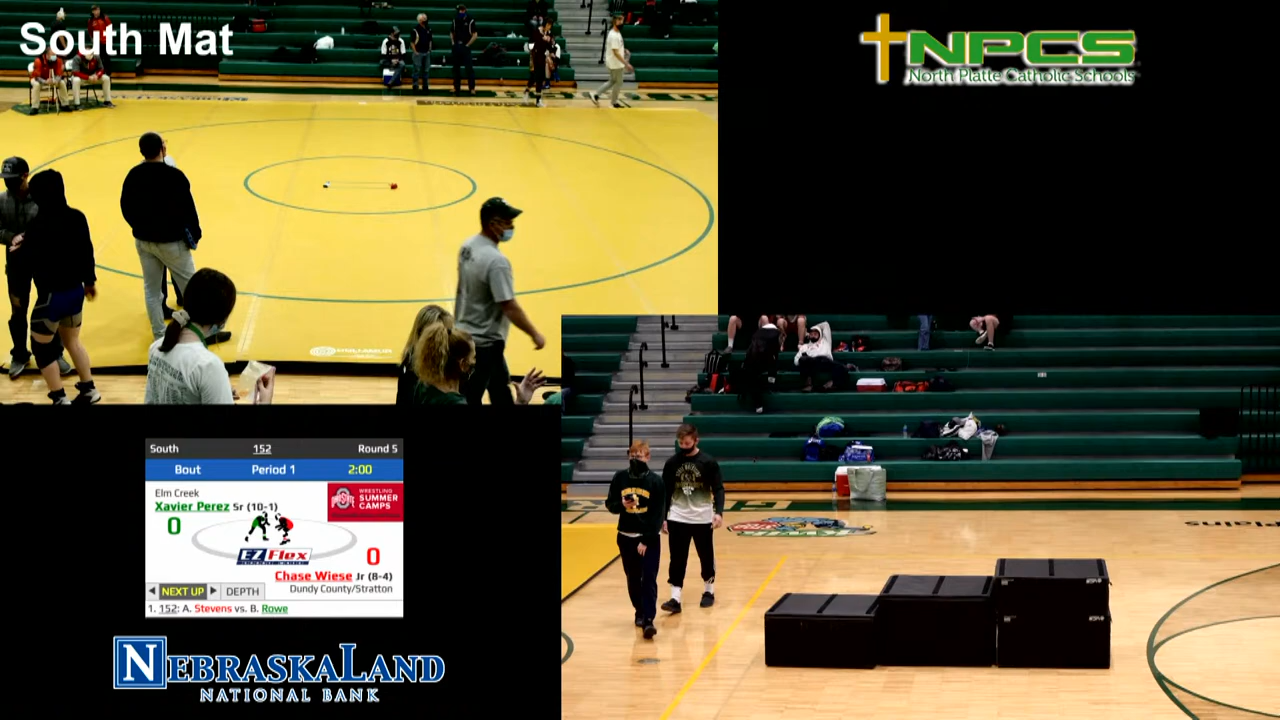 South Mat
NPCS
North Platte Catholic Schools
South 152 Round 5
Bout Period 1 2:00
Elm Creek
Xavier Perez Sr (10-1)
0
WRESTLING
SUMMER
CAMPS
EZFlex
0
Chase Wiese Jr (8-4)
Dundy County/Stratton
NEXT UP DEPTH
1. 152: A. Stevens vs. B. Rowe
NEBRASKALAND
NATIONAL BANK
Plains